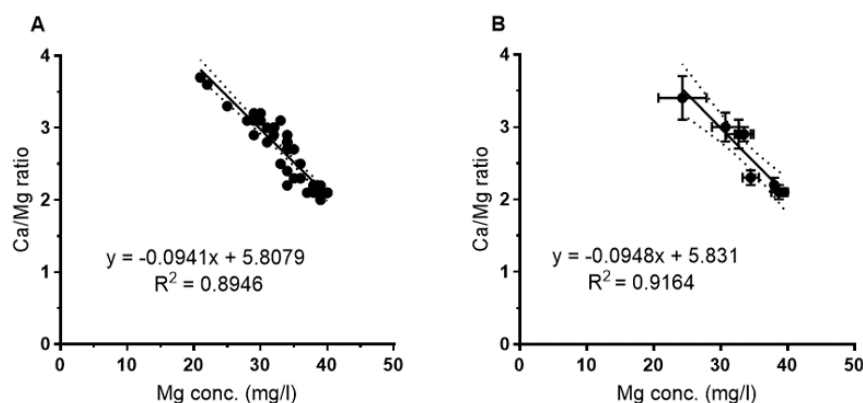 A
Ca/Mg ratio
4
3
2
1
0
y = -0.0941x + 5.8079
R² = 0.8946
0 10 20 30 40 50
Mg conc. (mg/l)
B
Ca/Mg ratio
4
3
2
1
0
y = -0.0948x + 5.831
R² = 0.9164
0 10 20 30 40 50
Mg conc. (mg/l)